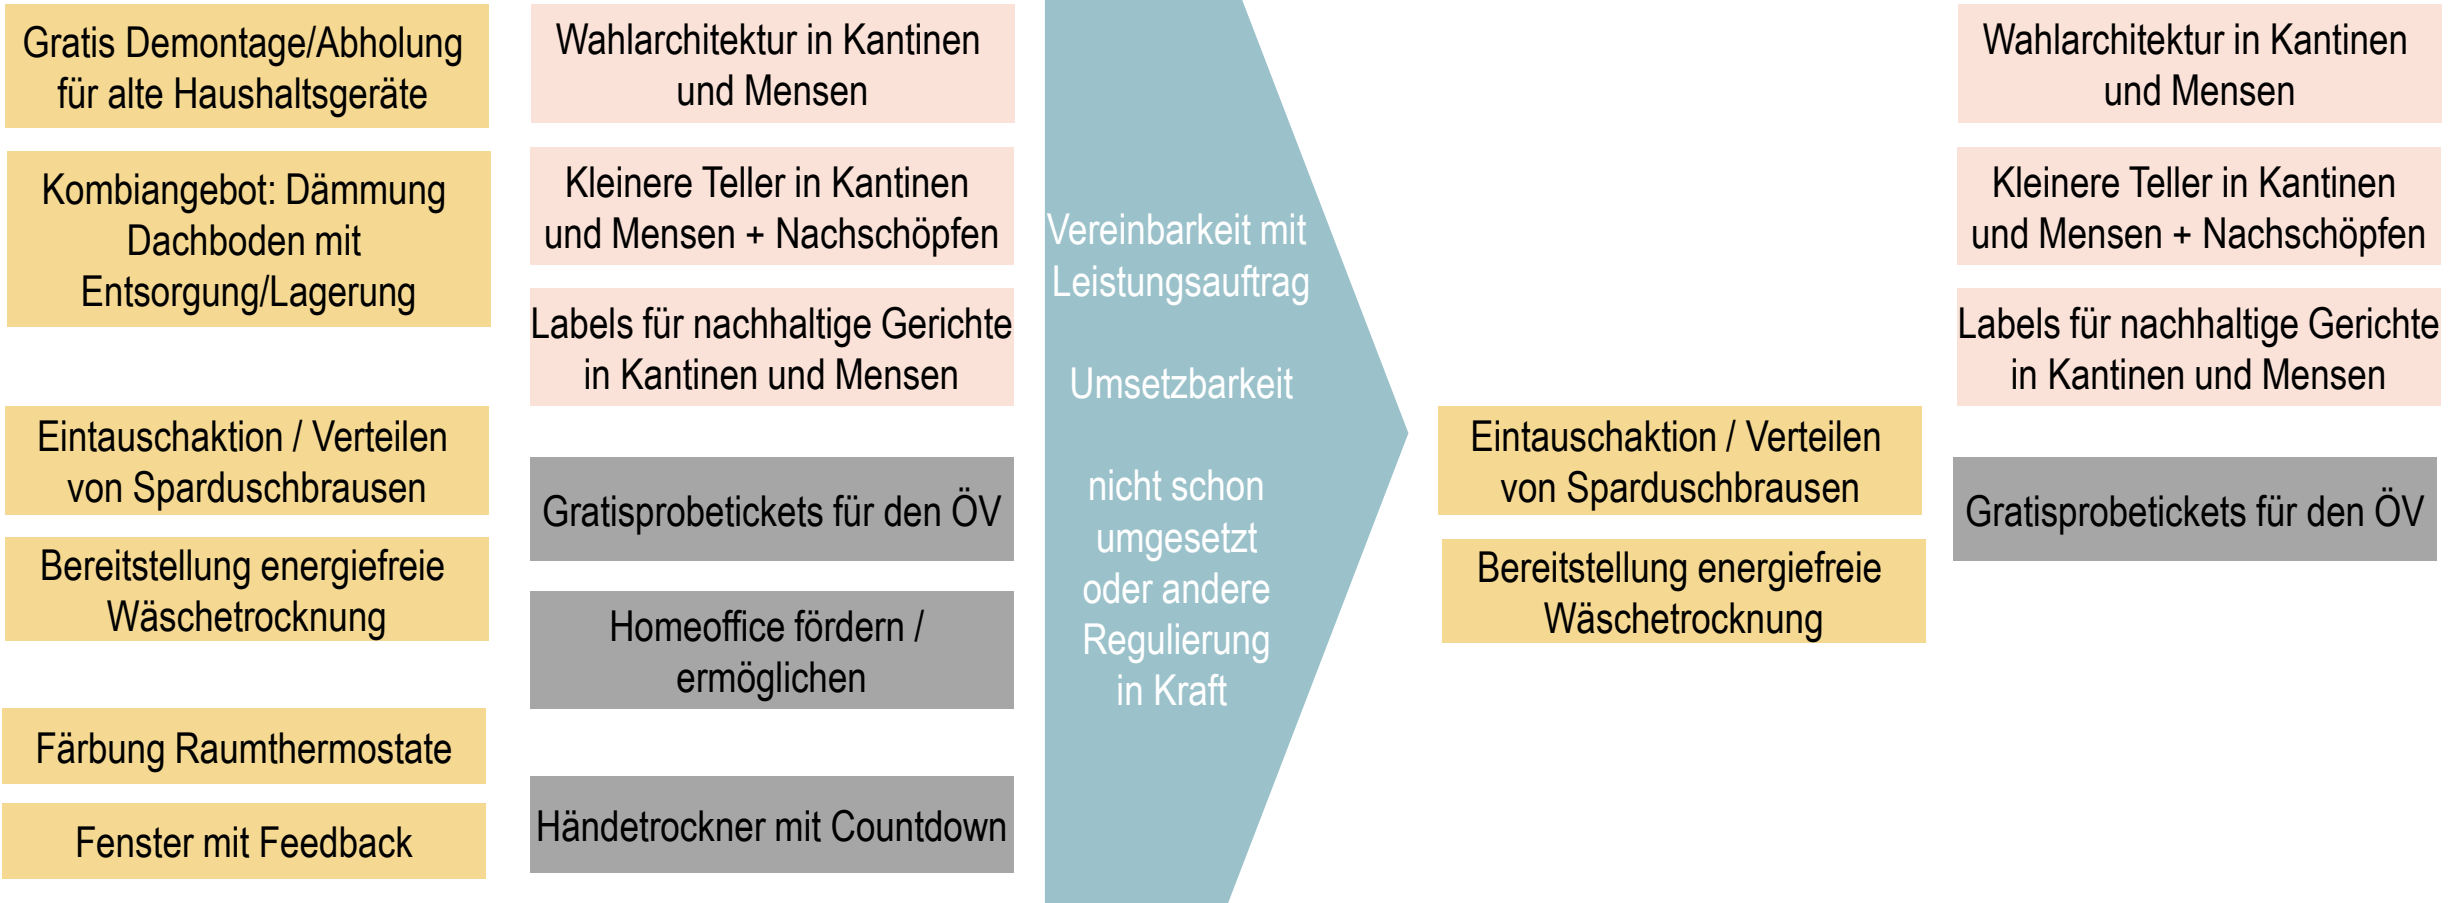 Gratis Demontage/Abholung
für alte Haushaltsgeräte
Kombiangebot: Dämmung
Dachboden mit
Entsorgung/Lagerung
Eintauschaktion / Verteilen
von Sparduschbrausen
Bereitstellung energiefreie
Wäschetrocknung
Färbung Raumthermostate
Fenster mit Feedback
Wahlarchitektur in Kantinen
und Mensen
Kleinere Teller in Kantinen
und Mensen + Nachschöpfen
Labels für nachhaltige Gerichte
in Kantinen und Mensen
Gratisprobetickets für den ÖV
Homeoffice fördern /
ermöglichen
Händetrockner mit Countdown
Vereinbarkeit mit
Leistungsauftrag
Umsetzbarkeit
nicht schon
umgesetzt
oder andere
Regulierung
in Kraft
Eintauschaktion / Verteilen
von Sparduschbrausen
Bereitstellung energiefreie
Wäschetrocknung
Wahlarchitektur in Kantinen
und Mensen
Kleinere Teller in Kantinen
und Mensen + Nachschöpfen
Labels für nachhaltige Gerichte
in Kantinen und Mensen
Gratisprobetickets für den ÖV